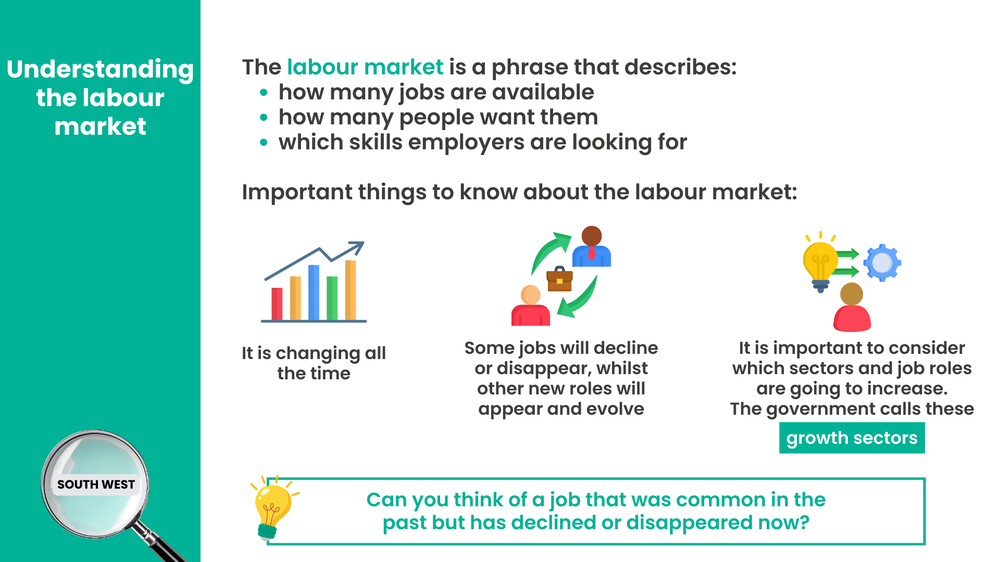 Understanding
the labour
market
The labour market is a phrase that describes:
• how many jobs are available
• how many people want them
• which skills employers are looking for
Important things to know about the labour market:
It is changing all
the time
Some jobs will decline
or disappear, whilst
other new roles will
appear and evolve
It is important to consider
which sectors and job roles
are going to increase.
The government calls these
growth sectors
SOUTH WEST
Can you think of a job that was common in the
past but has declined or disappeared now?